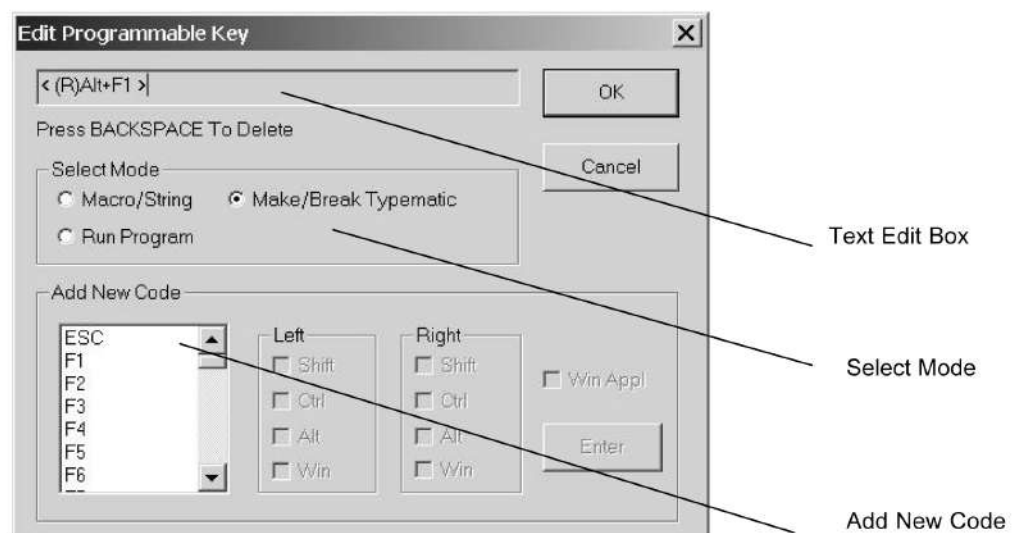 Edit Programmable Key
< (R)Alt+F1 >
OK
Press BACKSPACE To Delete
Cancel
Select Mode
Macro/String
Make/Break Typematic
Run Program
Text Edit Box
Add New Code
ESC
F1
F2
F3
F4
F5
F6
Left
Shift
Ctrl
Alt
Win
Right
Shift
Ctrl
Alt
Win
Win Appl
Enter
Select Mode
Add New Code